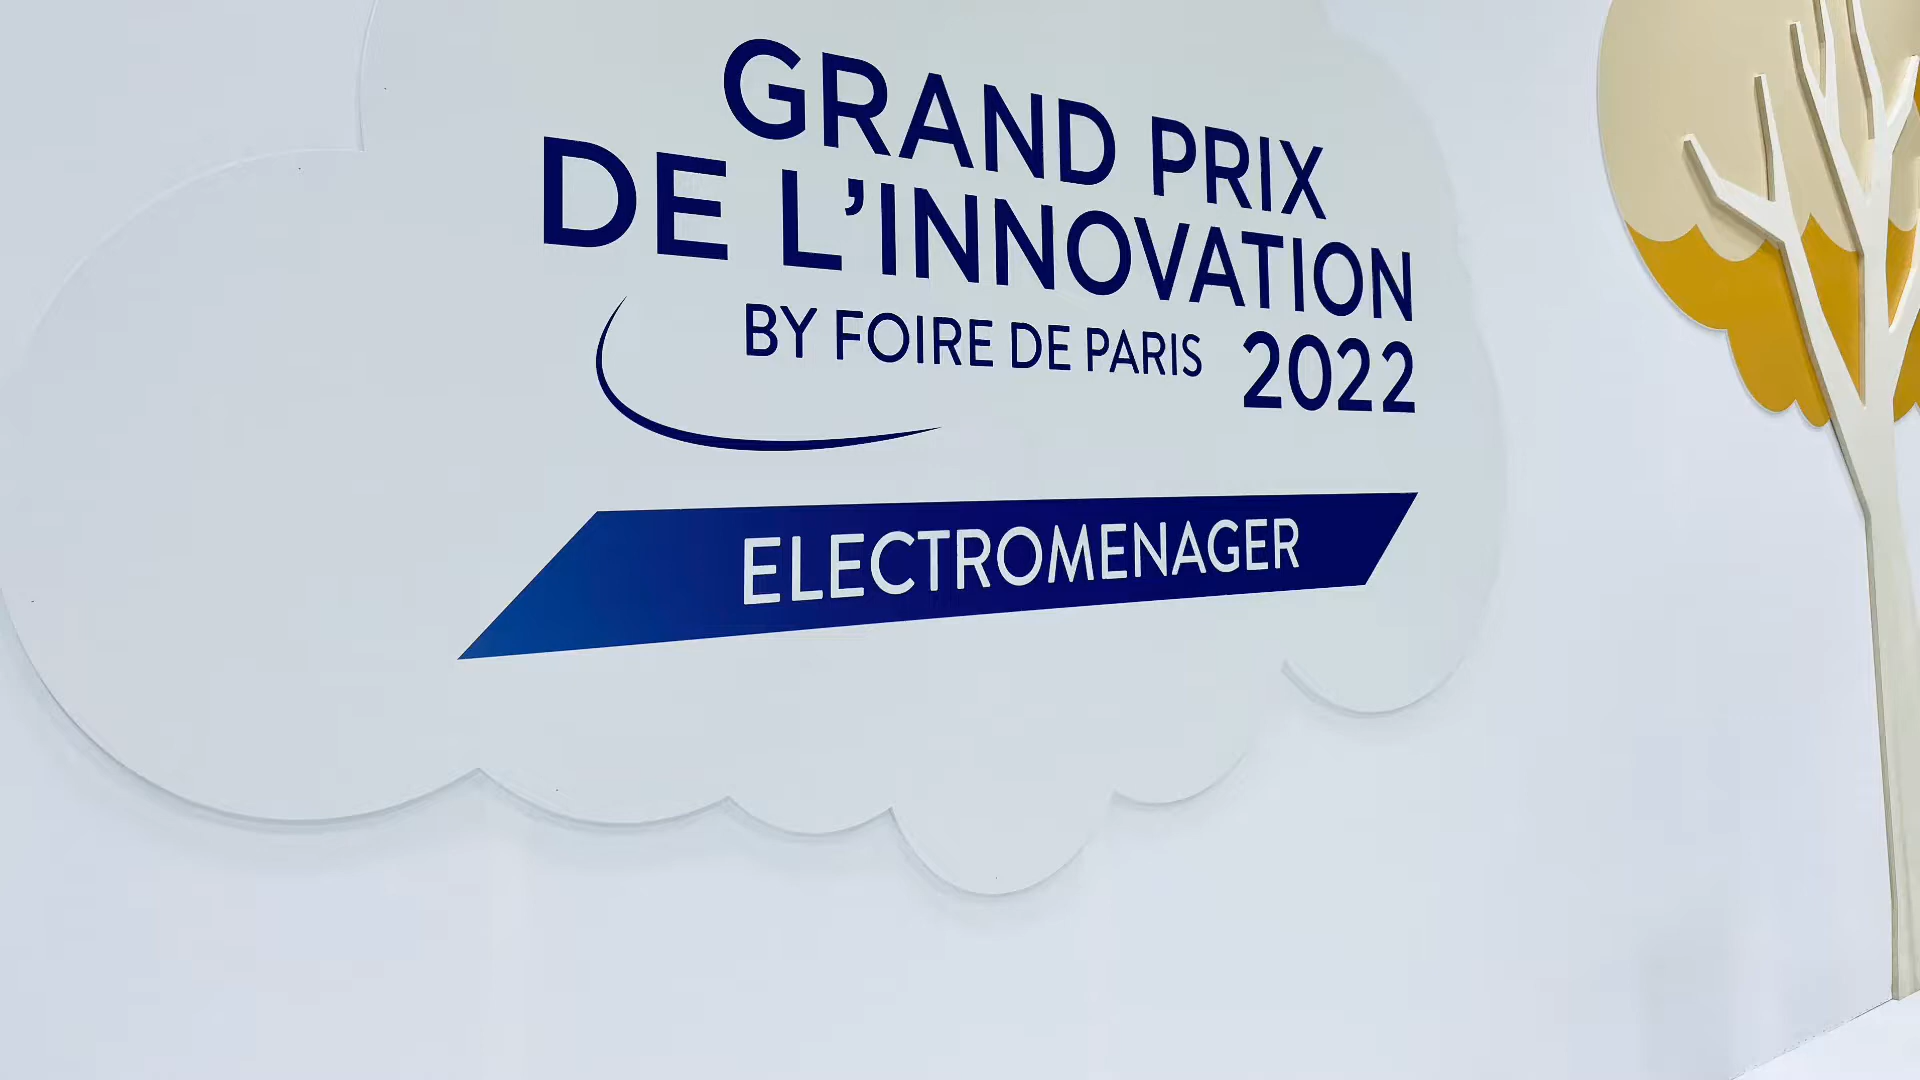 GRAND PRIX
DE L’INNOVATION
BY FOIRE DE PARIS 2022
ELECTROMENAGER